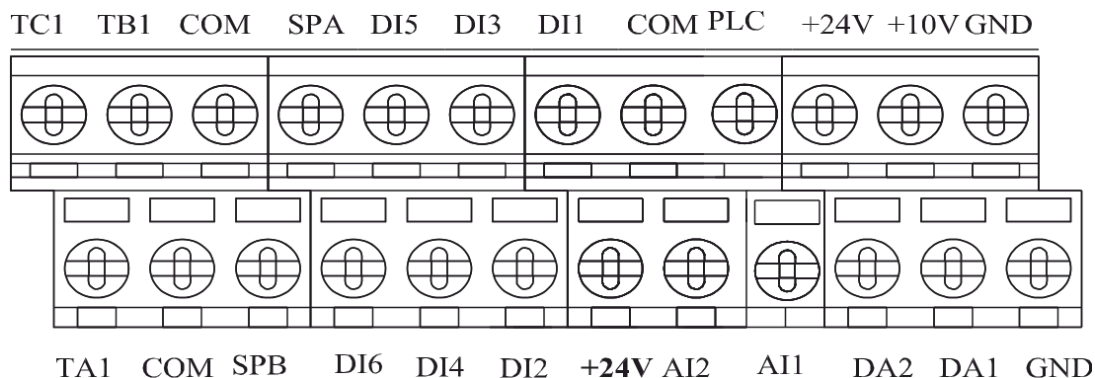 TC1 TB1 COM SPA DI5 DI3 DI1 COM PLC +24V +10V GND
TA1 COM SPB DI6 DI4 DI2 +24V AI2 AI1 DA2 DA1 GND